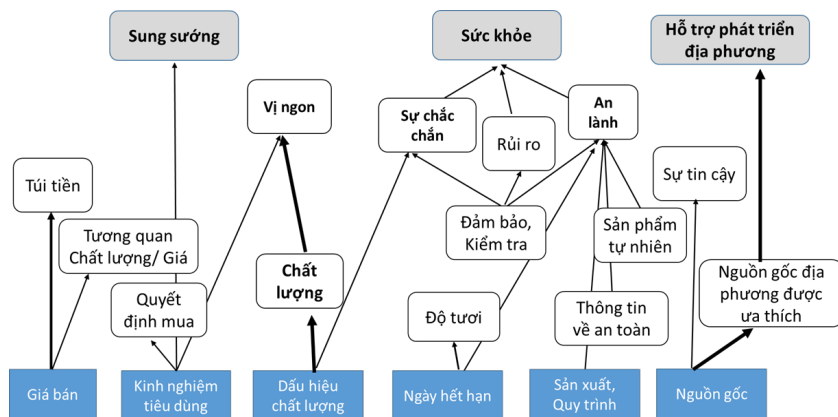 Sung sướng
Sức khỏe
Hỗ trợ phát triển
địa phương
Vị ngon
Sự chắc
chắn
Rủi ro
An
lành
Túi tiền
Sự tin cậy
Tương quan
Chất lượng/ Giá
Đảm bảo,
Kiểm tra
Sản phẩm
tự nhiên
Chất
lượng
Nguồn gốc địa
phương được
ưa thích
Quyết
định mua
Độ tươi
Thông tin
về an toàn
Giá bán
Kinh nghiệm
tiêu dùng
Dấu hiệu
chất lượng
Ngày hết hạn
Sản xuất,
Quy trình
Nguồn gốc